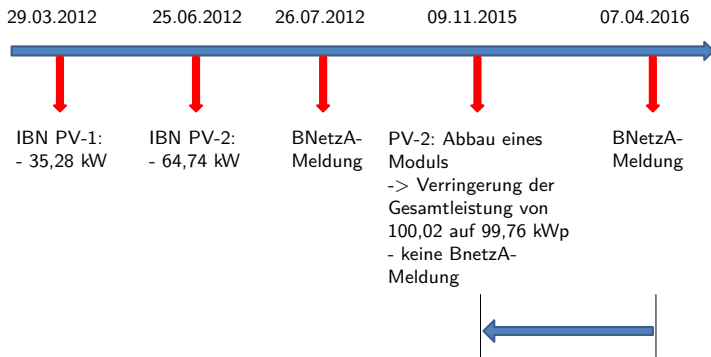 29.03.2012
25.06.2012
26.07.2012
09.11.2015
07.04.2016
IBN PV-1:
- 35,28 kW
IBN PV-2:
- 64,74 kW
BNetzA-
Meldung
PV-2: Abbau eines
Moduls
-> Verringerung der
Gesamtleistung von
100,02 auf 99,76 kWp
- keine BnetzA-
Meldung
BNetzA-
Meldung